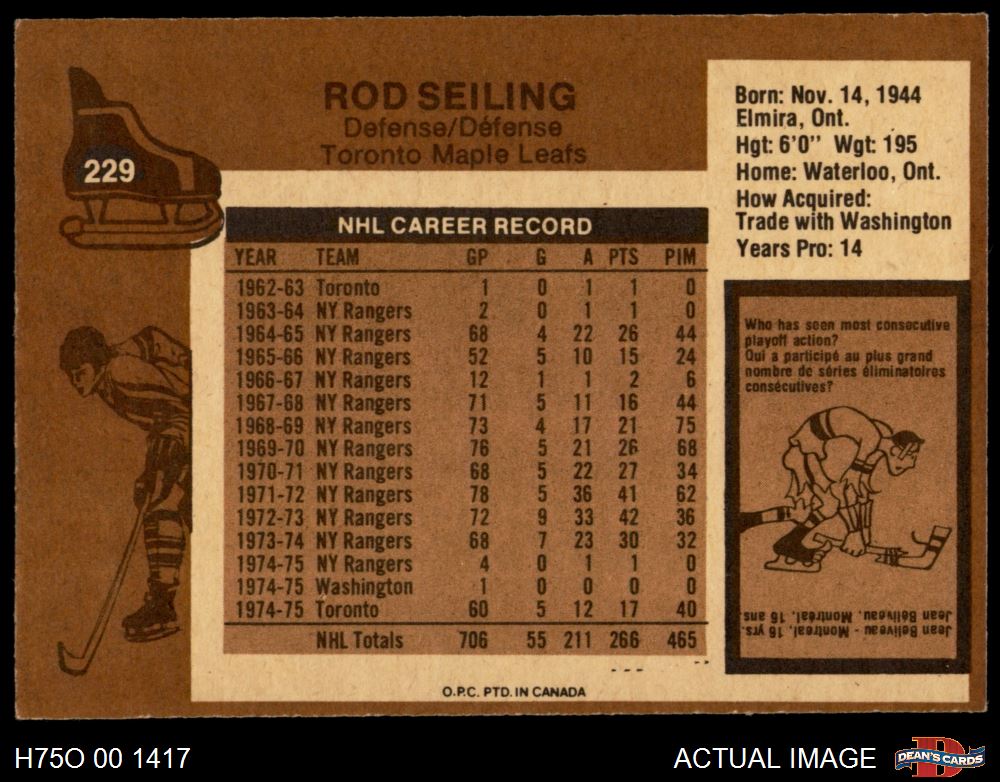 ROD SEILING
Defense/Défense
Toronto Maple Leafs
229
Born: Nov. 14, 1944
Elmira, Ont.
Hgt: 6'0" Wgt: 195
Home: Waterloo, Ont.
How Acquired:
Trade with Washington
Years Pro: 14
NHL CAREER RECORD
YEAR TEAM GP G A PTS PIM
1962-63 Toronto 1 0 1 1 0
1963-64 NY Rangers 2 0 1 1 0
1964-65 NY Rangers 68 4 22 26 44
1965-66 NY Rangers 52 5 10 15 24
1966-67 NY Rangers 12 1 1 2 6
1967-68 NY Rangers 71 5 11 16 44
1968-69 NY Rangers 73 4 17 21 75
1969-70 NY Rangers 76 5 21 26 68
1970-71 NY Rangers 68 5 22 27 34
1971-72 NY Rangers 78 5 36 41 62
1972-73 NY Rangers 72 9 33 42 36
1973-74 NY Rangers 68 7 23 30 32
1974-75 NY Rangers 4 0 1 1 0
1974-75 Washington 1 0 0 0 0
1974-75 Toronto 60 5 12 17 40
NHL Totals 706 55 211 266 465
Who has seen most consecutive
playoff action?
Qui a participé au plus grand
nombre de séries éliminatoires
consécutives?
Jean Beliveau - Montreal, 16 yrs.
Jean Béliveau, Montréal, 16 ans.
O.P.C. PTD. IN CANADA
H75O 00 1417
ACTUAL IMAGE
D
DEAN'S CARDS